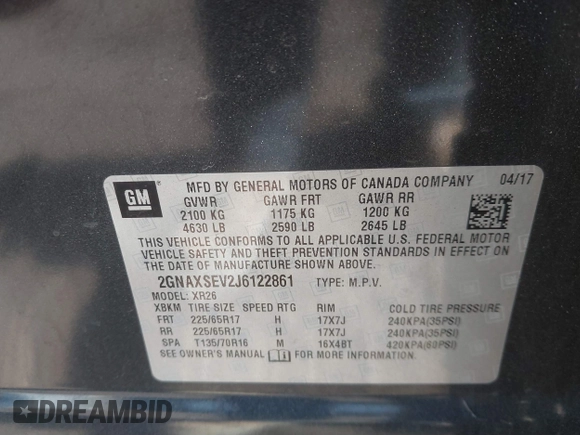 GM
MFD BY GENERAL MOTORS OF CANADA COMPANY 04/17
GVWR GAWR FRT GAWR RR
2100 KG 1175 KG 1200 KG
4630 LB 2590 LB 2645 LB
THIS VEHICLE CONFORMS TO ALL APPLICABLE U.S. FEDERAL MOTOR
VEHICLE SAFETY AND THEFT PREVENTION STANDARDS IN EFFECT
ON THE DATE OF MANUFACTURE SHOWN ABOVE.
2GNAXSEV2J6122861 TYPE: M.P.V.
MODEL: XR26
XBKM TIRE SIZE SPEED RTG RIM COLD TIRE PRESSURE
FRT 225/65R17 H 17X7J 240KPA(35PSI)
RR 225/65R17 H 17X7J 240KPA(35PSI)
SPA T135/70R16 M 16X4BT 420KPA(60PSI)
SEE OWNER'S MANUAL FOR MORE INFORMATION
DREAMBID